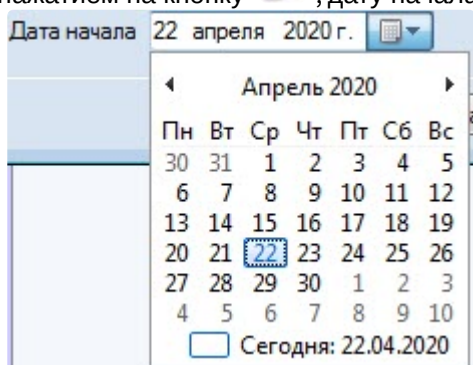 нажатием на кнопку , дату начала
Дата начала 22 апреля 2020 г.
Апрель 2020
Пн Вт Ср Чт Пт Сб Вс
30 31 1 2 3 4 5
6 7 8 9 10 11 12
13 14 15 16 17 18 19
20 21 22 23 24 25 26
27 28 29 30 1 2 3
4 5 6 7 8 9 10
Сегодня: 22.04.2020